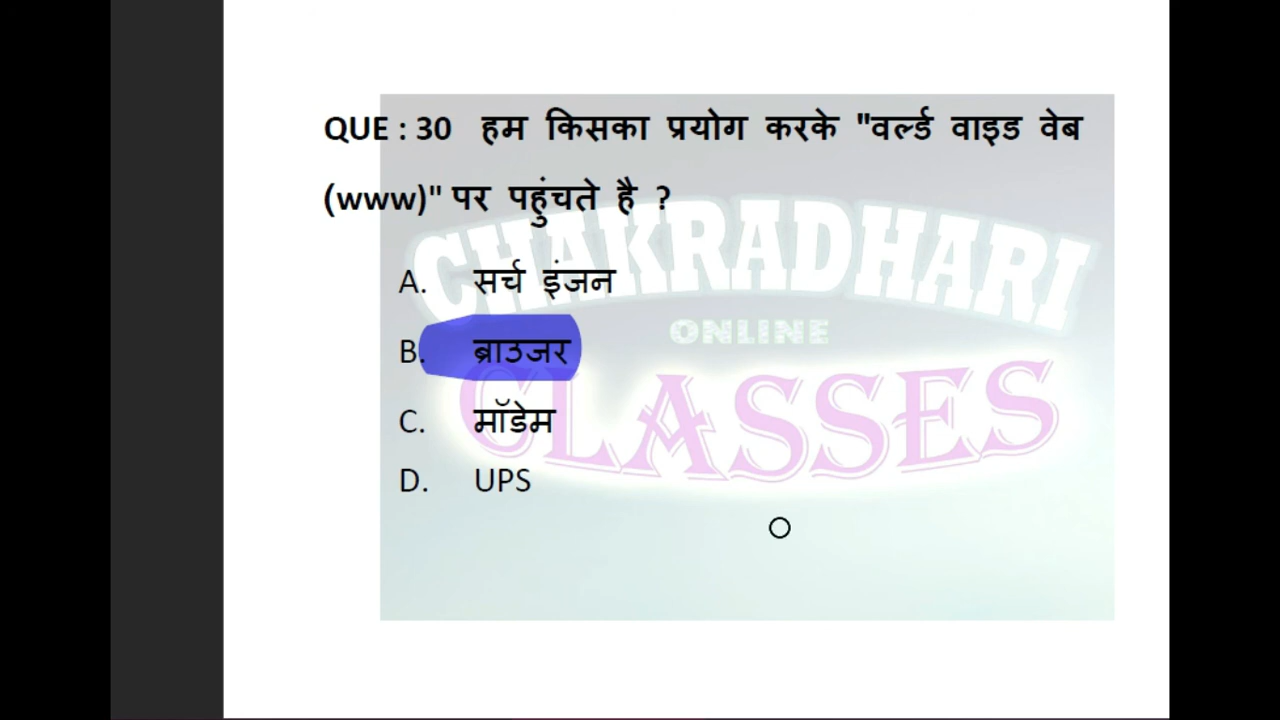 QUE : 30 हम किसका प्रयोग करके "वर्ल्ड वाइड वेब
(www)" पर पहुंचते है ?
A. सर्च इंजन
B. ब्राउजर
C. मॉडेम
D. UPS
CHAKRADHARI
ONLINE
CLASSES